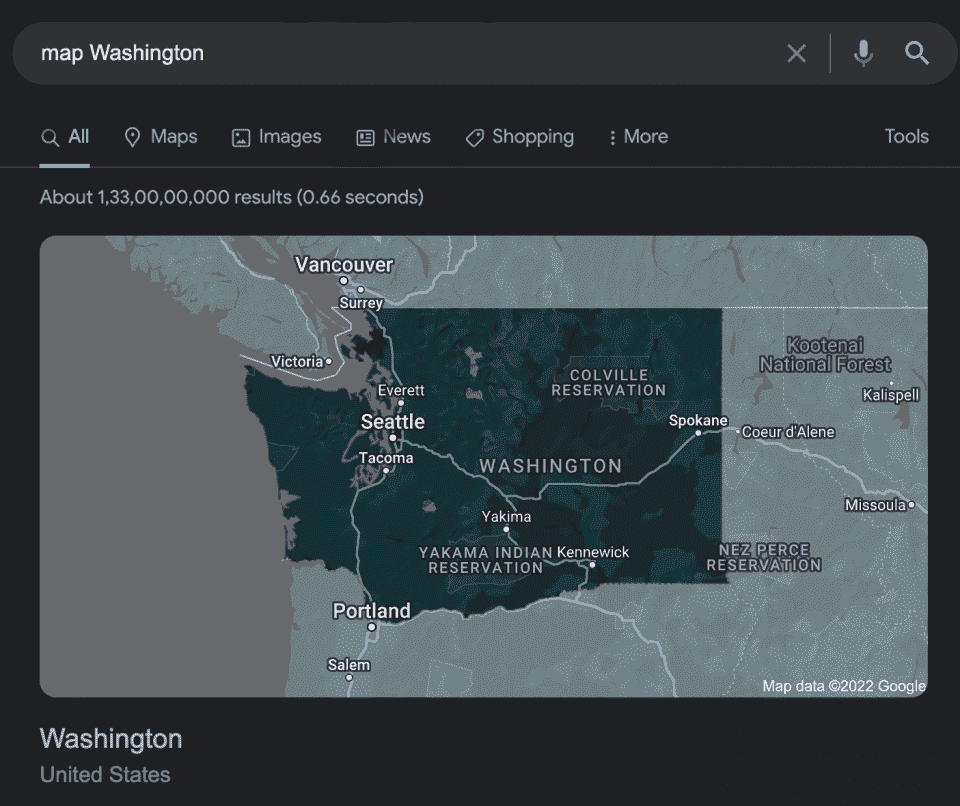 map Washington
All Maps Images News Shopping More Tools
About 1,33,00,00,000 results (0.66 seconds)
Vancouver
Surrey
Victoria
Everett
Seattle
Tacoma
COLVILLE
RESERVATION
Kootenai
National Forest
Kalispell
Spokane
Coeur d'Alene
WASHINGTON
Missoula
Yakima
YAKAMA INDIAN
RESERVATION
Kennewick
NEZ PERCE
RESERVATION
Portland
Salem
Map data ©2022 Google
Washington
United States